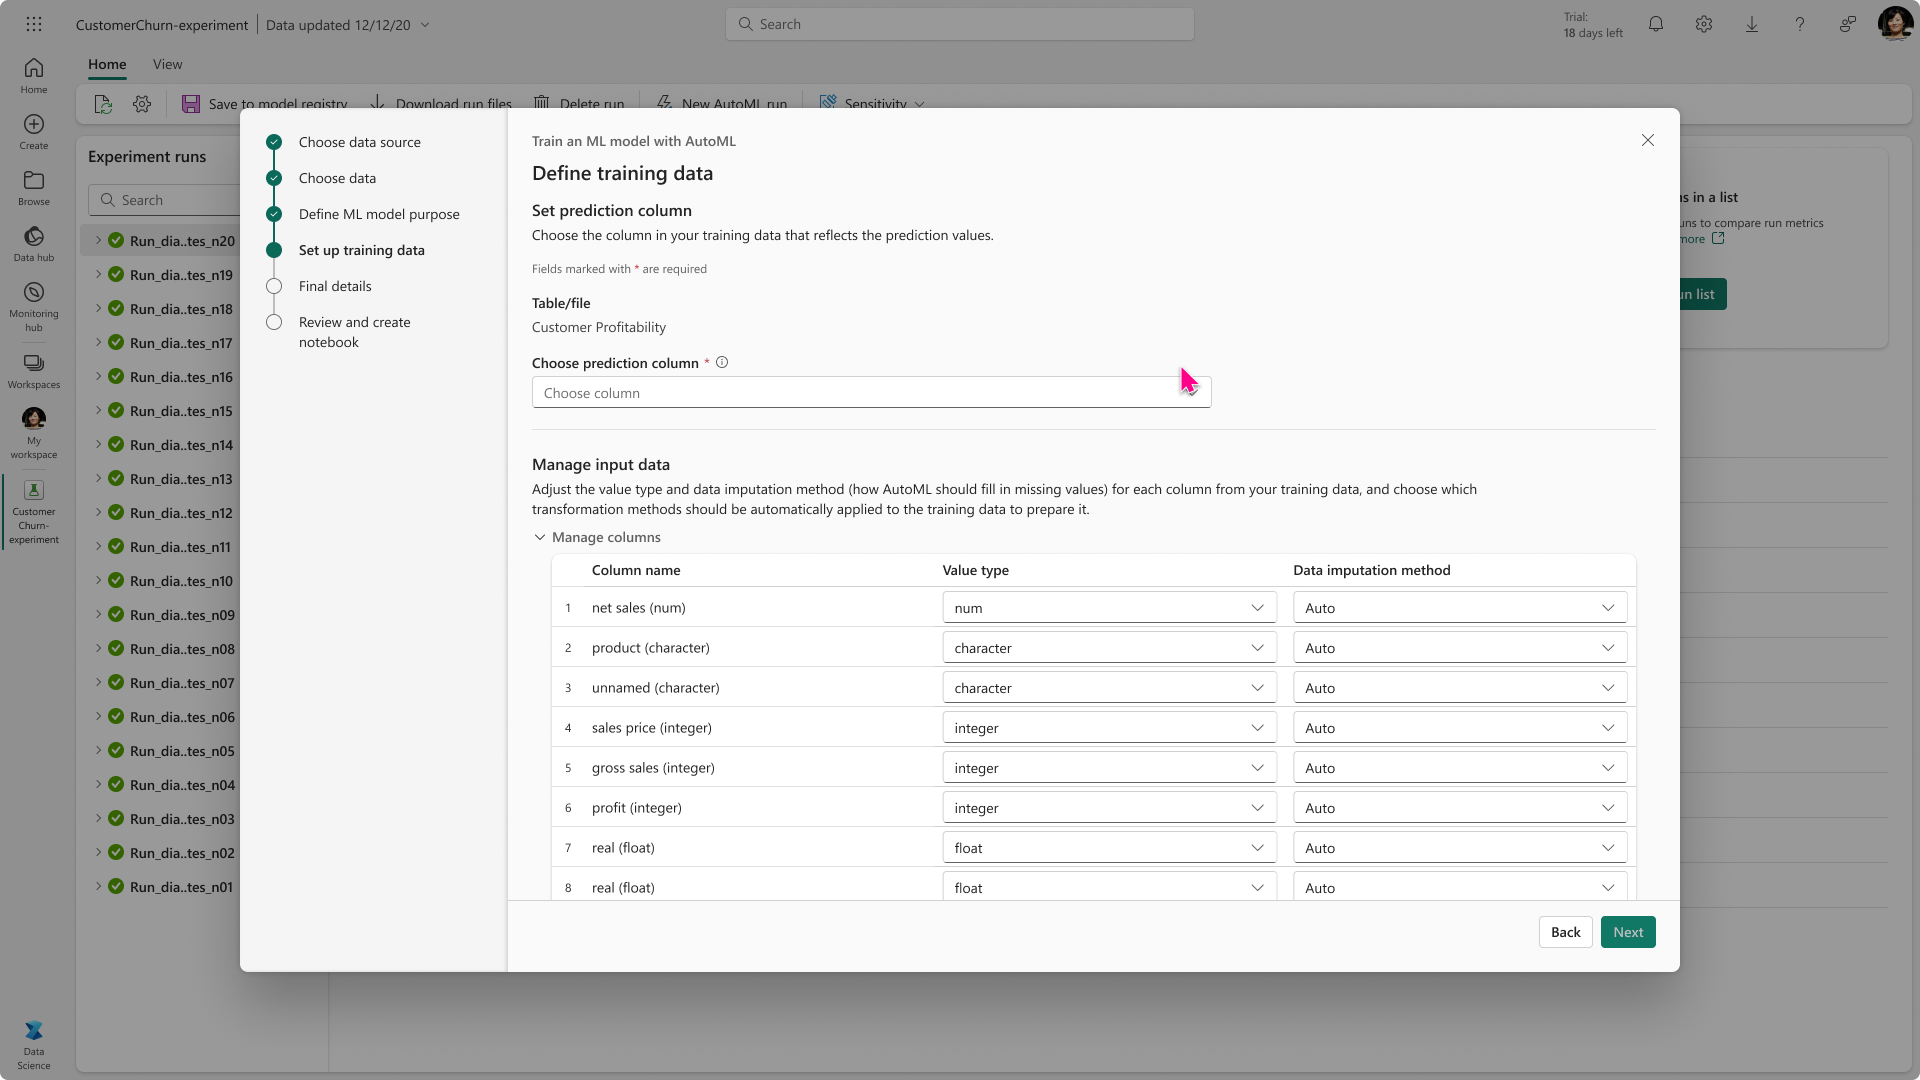 CustomerChurn-experiment
Data updated 12/12/20
Search
Trial:
18 days left
Home
View
Save to model registry
Download run files
Delete run
New AutoML run
Sensitivity
Home
Create
Browse
Data hub
Monitoring
hub
Workspaces
My
workspace
Customer
Churn-
experiment
Data
Science
Experiment runs
Search
Run_dia..tes_n20
Run_dia..tes_n19
Run_dia..tes_n18
Run_dia..tes_n17
Run_dia..tes_n16
Run_dia..tes_n15
Run_dia..tes_n14
Run_dia..tes_n13
Run_dia..tes_n12
Run_dia..tes_n11
Run_dia..tes_n10
Run_dia..tes_n09
Run_dia..tes_n08
Run_dia..tes_n07
Run_dia..tes_n06
Run_dia..tes_n05
Run_dia..tes_n04
Run_dia..tes_n03
Run_dia..tes_n02
Run_dia..tes_n01
Choose data source
Choose data
Define ML model purpose
Set up training data
Final details
Review and create
notebook
Train an ML model with AutoML
Define training data
Set prediction column
Choose the column in your training data that reflects the prediction values.
Fields marked with * are required
Table/file
Customer Profitability
Choose prediction column *
Choose column
Manage input data
Adjust the value type and data imputation method (how AutoML should fill in missing values) for each column from your training data, and choose which
transformation methods should be automatically applied to the training data to prepare it.
Manage columns
Column name Value type Data imputation method
1 net sales (num) num Auto
2 product (character) character Auto
3 unnamed (character) character Auto
4 sales price (integer) integer Auto
5 gross sales (integer) integer Auto
6 profit (integer) integer Auto
7 real (float) float Auto
8 real (float) float Auto
Back
Next
in a list
to compare run metrics
more
list